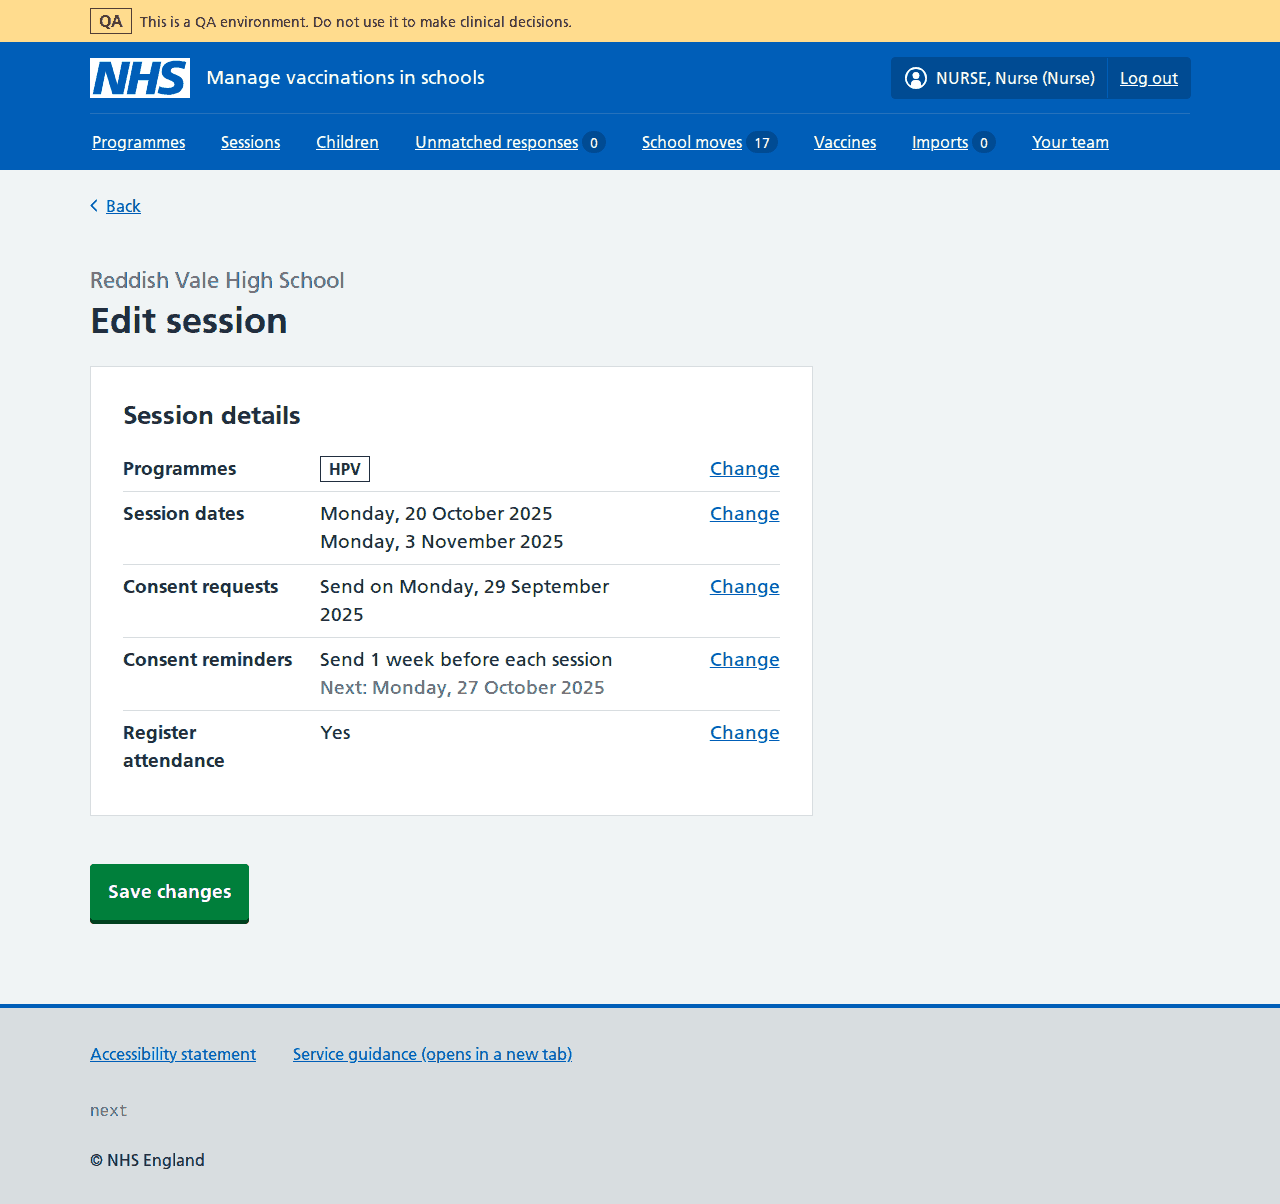 QA This is a QA environment. Do not use it to make clinical decisions.
NHS Manage vaccinations in schools NURSE, Nurse (Nurse) Log out
Programmes Sessions Children Unmatched responses 0 School moves 17 Vaccines Imports 0 Your team
Back
Reddish Vale High School
Edit session
Session details
Programmes HPV Change
Session dates Monday, 20 October 2025 Change
Monday, 3 November 2025
Consent requests Send on Monday, 29 September Change
2025
Consent reminders Send 1 week before each session Change
Next: Monday, 27 October 2025
Register Yes Change
attendance
Save changes
Accessibility statement Service guidance (opens in a new tab)
next
© NHS England